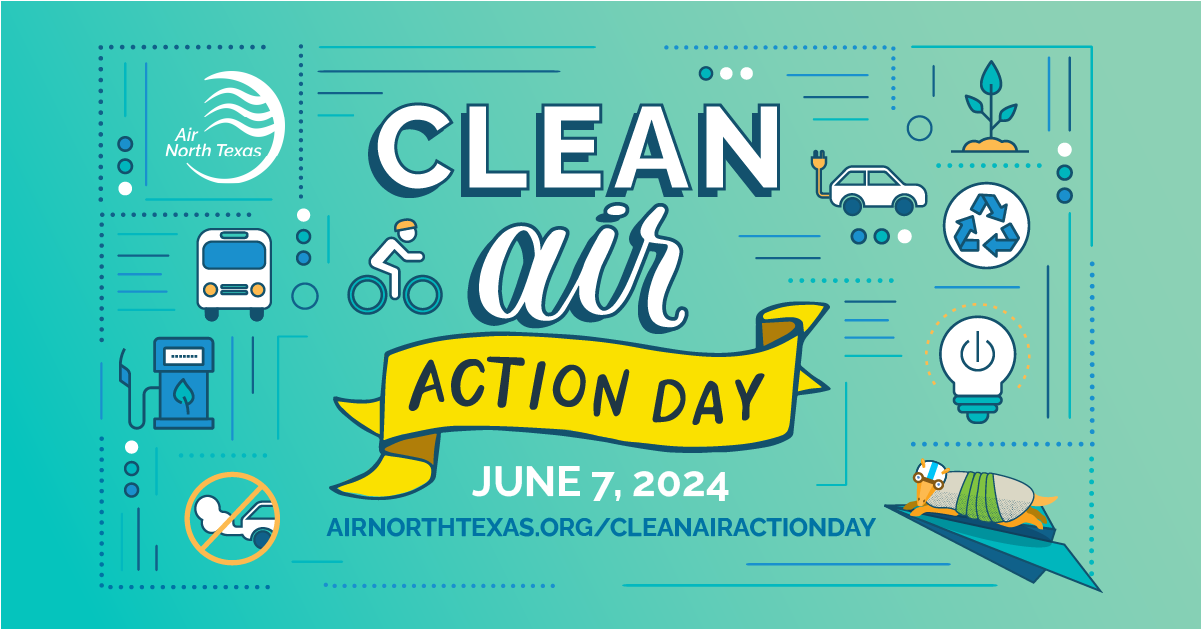 Air
North Texas
CLEAN
air
ACTION DAY
JUNE 7, 2024
AIRNORTHTEXAS.ORG/CLEANAIRACTIONDAY